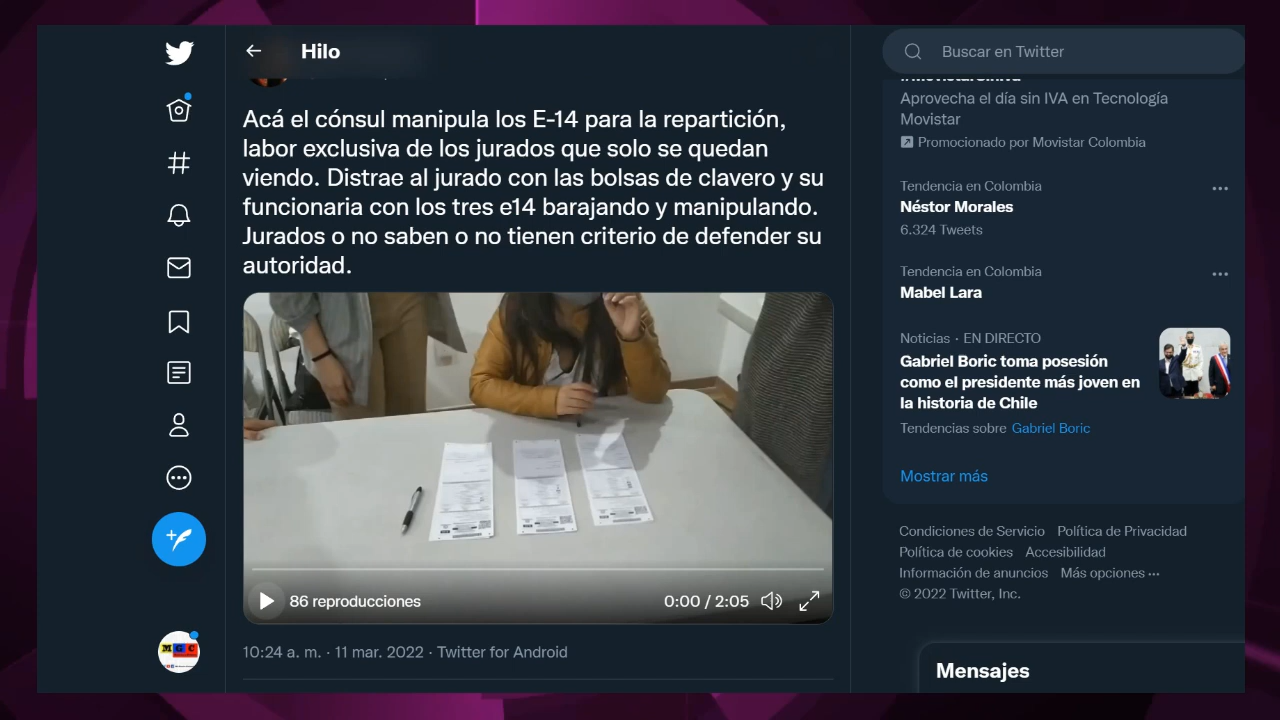 Hilo
Acá el cónsul manipula los E-14 para la repartición,
labor exclusiva de los jurados que solo se quedan
viendo. Distrae al jurado con las bolsas de clavero y su
funcionaria con los tres e14 barajando y manipulando.
Jurados o no saben o no tienen criterio de defender su
autoridad.
86 reproducciones
0:00 / 2:05
10:24 a. m. · 11 mar. 2022 · Twitter for Android
MGC
Buscar en Twitter
Aprovecha el día sin IVA en Tecnología
Movistar
Promocionado por Movistar Colombia
Tendencia en Colombia
Néstor Morales
6.324 Tweets
Tendencia en Colombia
Mabel Lara
Noticias · EN DIRECTO
Gabriel Boric toma posesión
como el presidente más joven en
la historia de Chile
Tendencias sobre Gabriel Boric
Mostrar más
Condiciones de Servicio Política de Privacidad
Política de cookies Accesibilidad
Información de anuncios Más opciones ···
© 2022 Twitter, Inc.
Mensajes